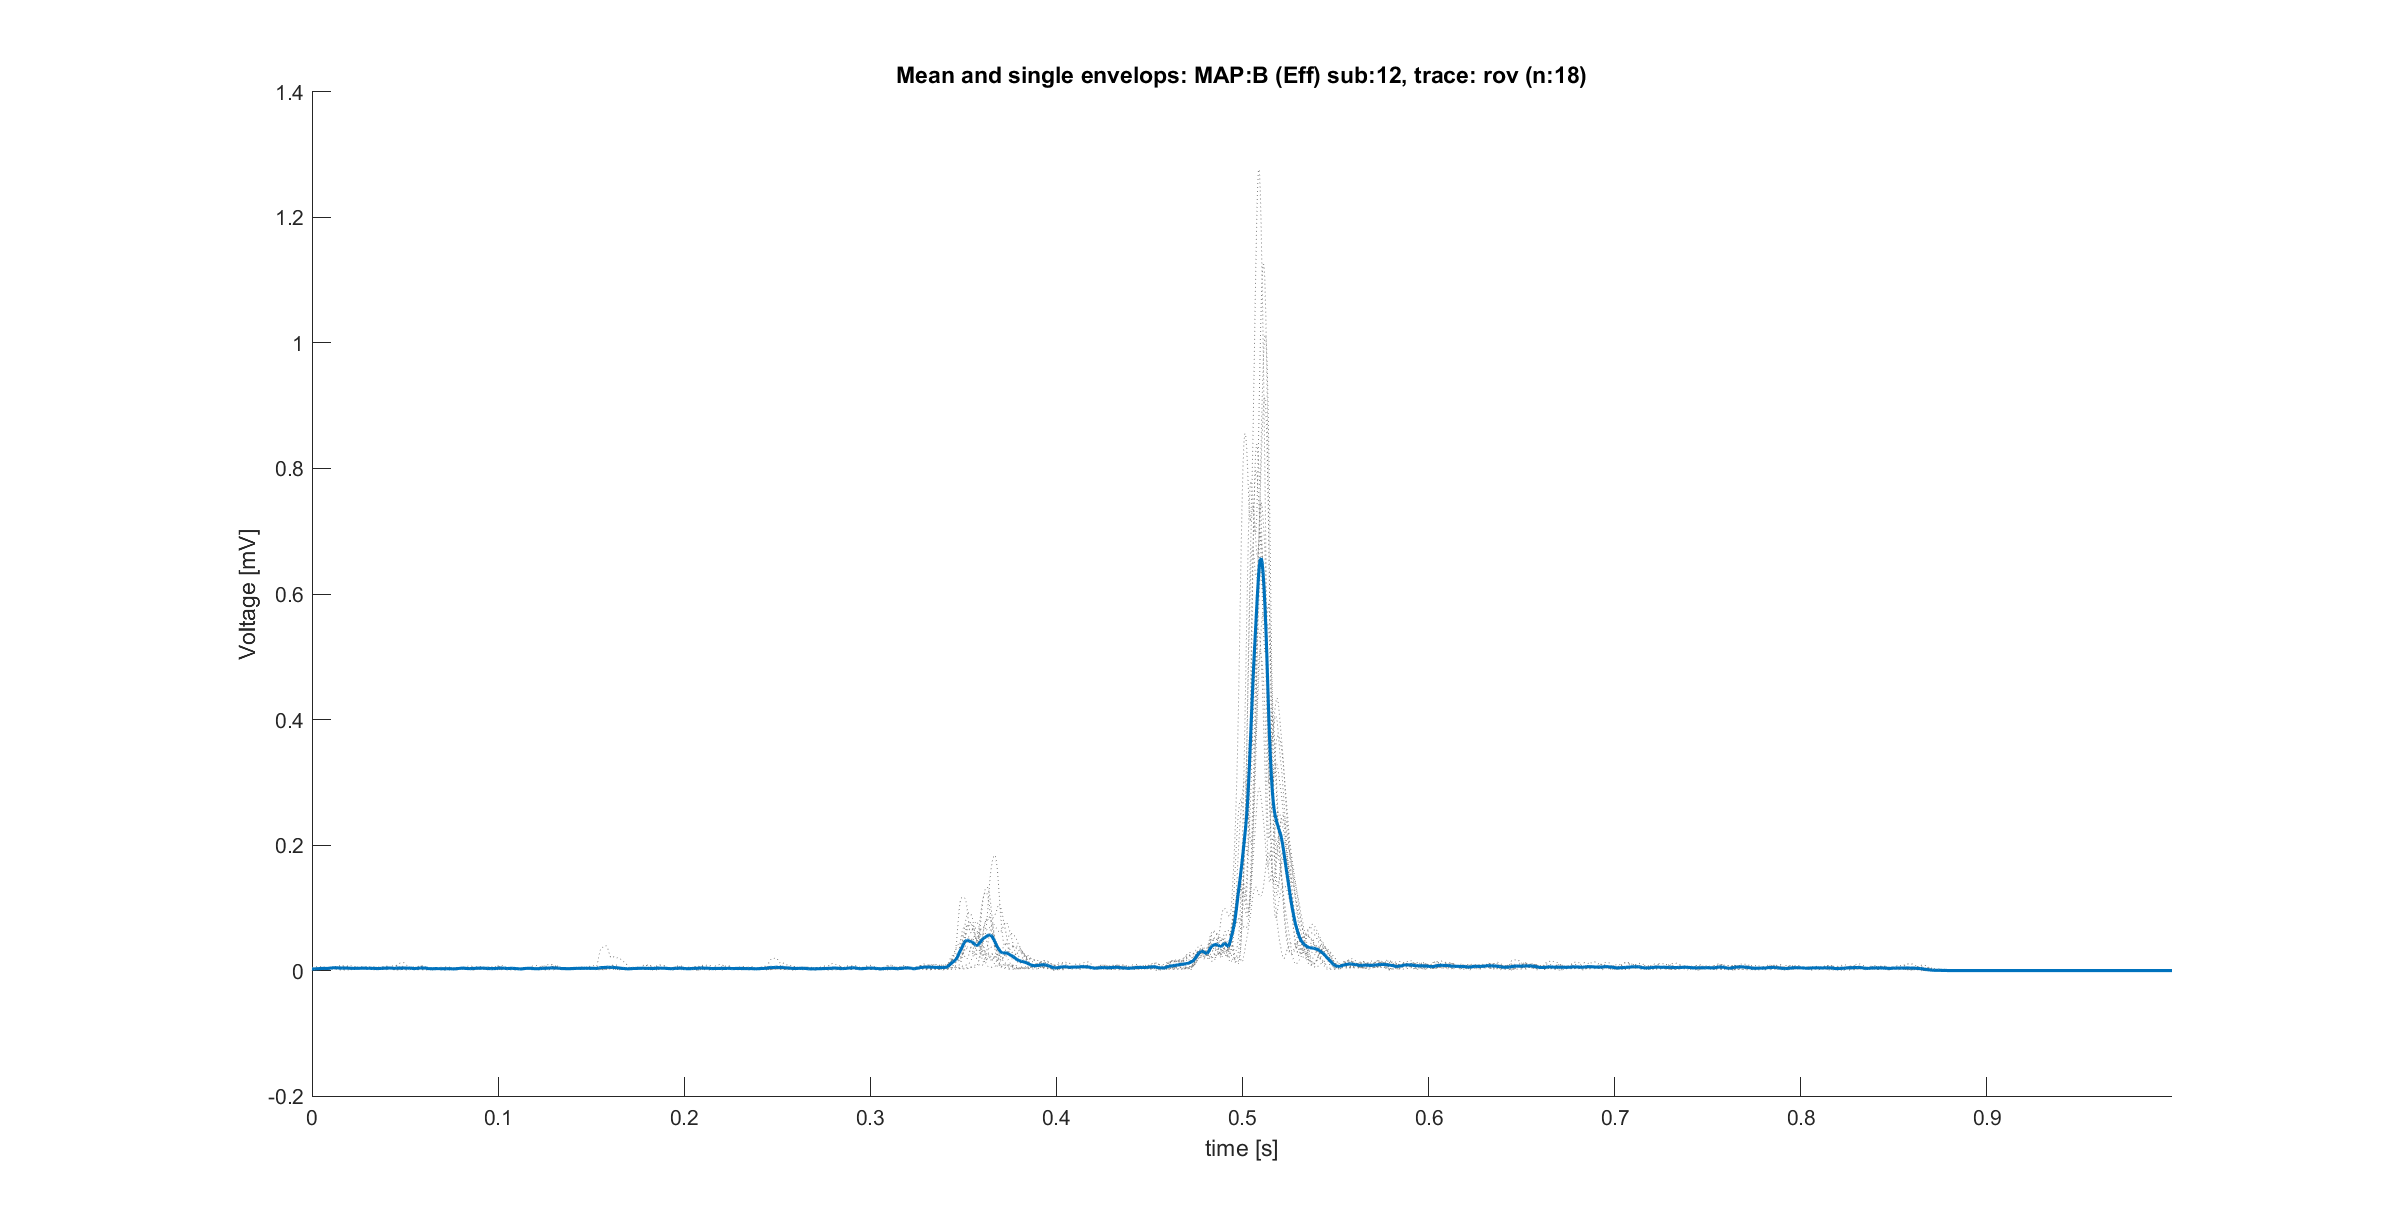 Mean and single envelops: MAP:B (Eff) sub:12, trace: rov (n:18)
1.4
1.2
1
0.8
0.6
0.4
0.2
0
-0.2
Voltage [mV]
0 0.1 0.2 0.3 0.4 0.5 0.6 0.7 0.8 0.9
time [s]